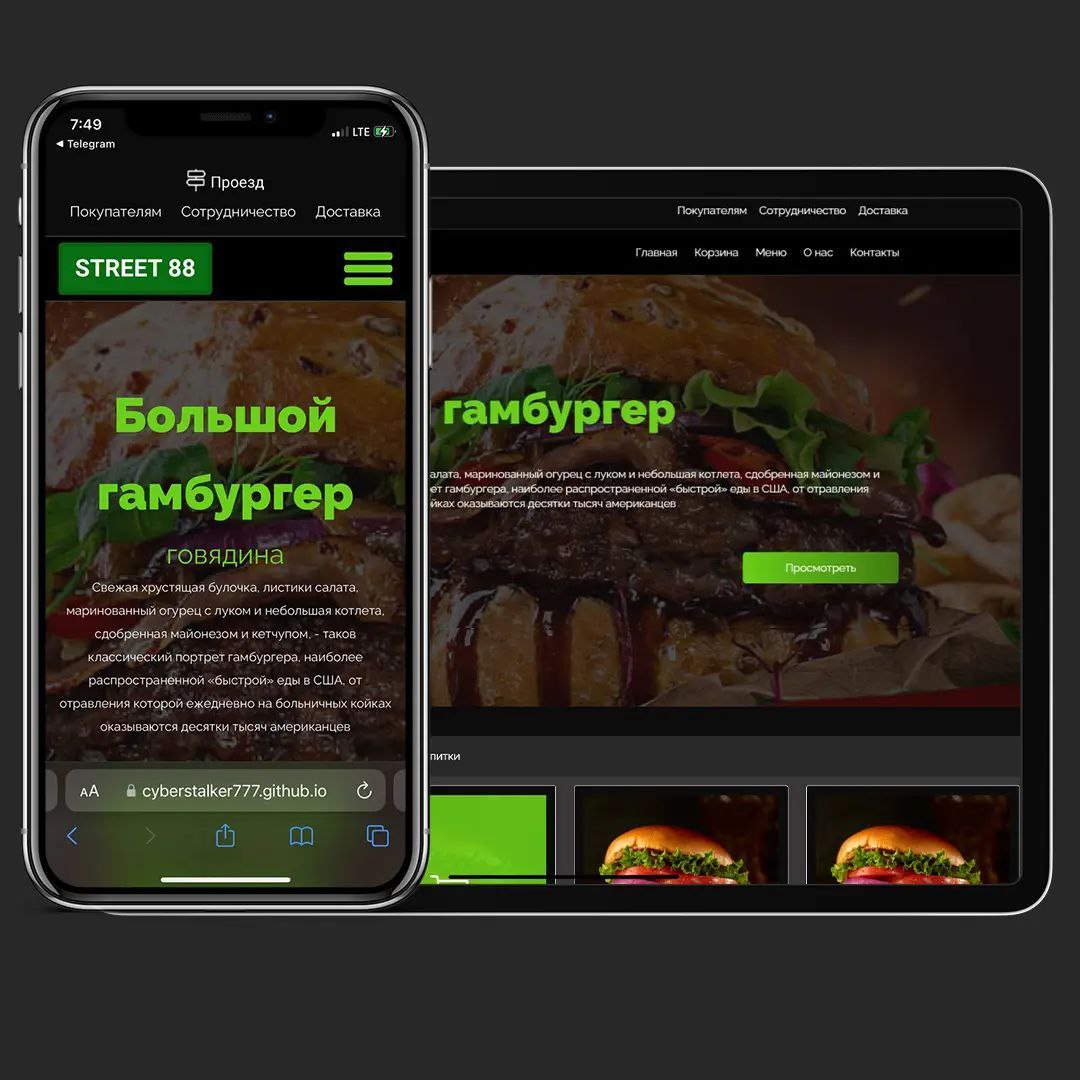 7:49
LTE
◀ Telegram
Проезд
Покупателям Сотрудничество Доставка
STREET 88
Большой
гамбургер
говядина
Свежая хрустящая булочка, листики салата,
маринованный огурец с луком и небольшая котлета,
сдобренная майонезом и кетчупом, - таков
классический портрет гамбургера, наиболее
распространенной «быстрой» еды в США, от
отравления которой ежедневно на больничных койках
оказываются десятки тысяч американцев
AA cyberstalker777.github.io
Покупателям Сотрудничество Доставка
Главная Корзина Меню О нас Контакты
гамбургер
алата, маринованный огурец с луком и небольшая котлета, сдобренная майонезом и
ет гамбургера, наиболее распространенной «быстрой» еды в США, от отравления
йках оказываются десятки тысяч американцев
Просмотреть
питки